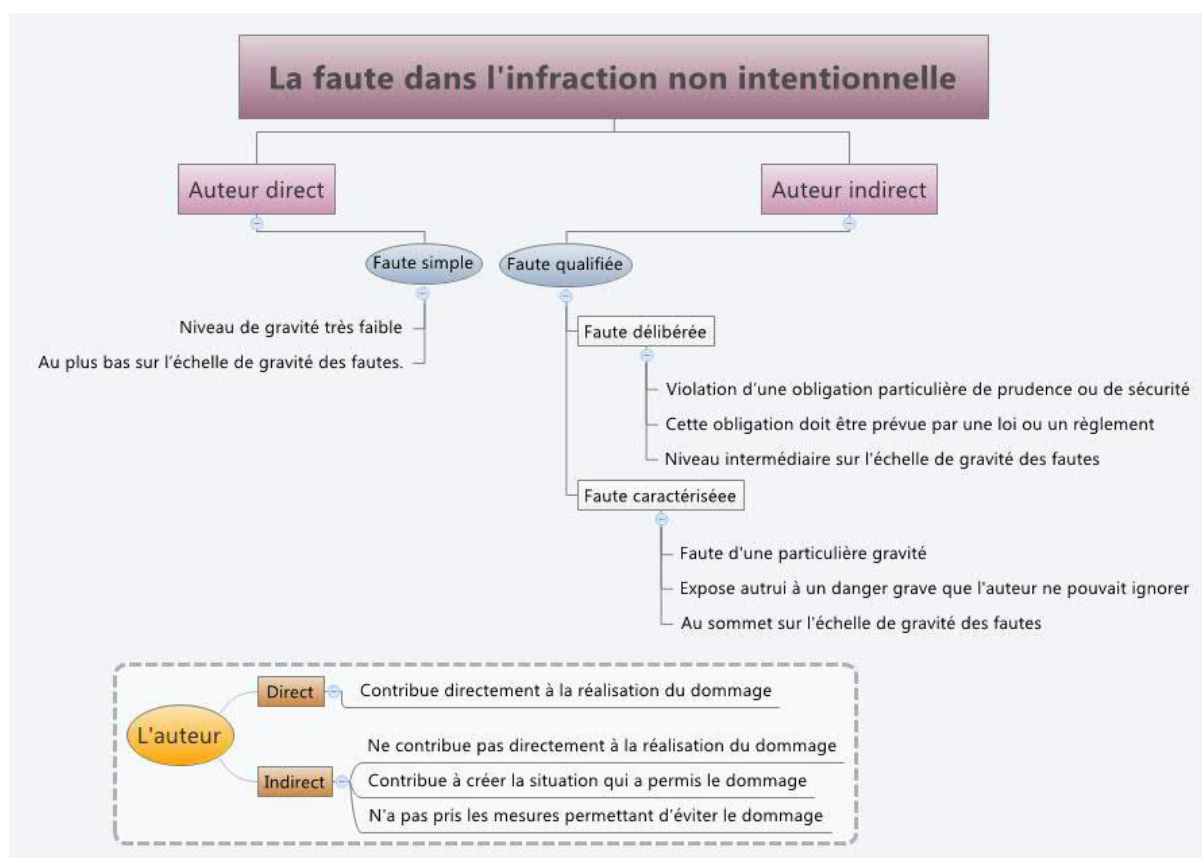 La faute dans l'infraction non intentionnelle
Auteur direct
Auteur indirect
Faute simple
Faute qualifiée
Niveau de gravité très faible
Au plus bas sur l'échelle de gravité des fautes.
Faute délibérée
Violation d'une obligation particulière de prudence ou de sécurité
Cette obligation doit être prévue par une loi ou un règlement
Niveau intermédiaire sur l'échelle de gravité des fautes
Faute caractériséee
Faute d'une particulière gravité
Expose autrui à un danger grave que l'auteur ne pouvait ignorer
Au sommet sur l'échelle de gravité des fautes
L'auteur
Direct
Contribue directement à la réalisation du dommage
Indirect
Ne contribue pas directement à la réalisation du dommage
Contribue à créer la situation qui a permis le dommage
N'a pas pris les mesures permettant d'éviter le dommage